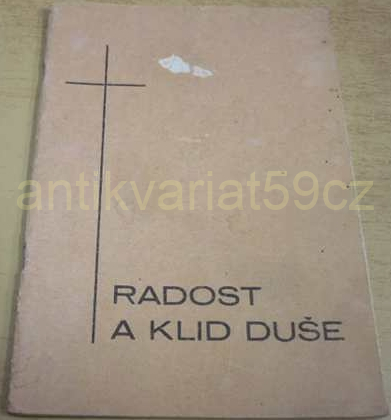 antikvariat59cz
RADOST
A KLID DUŠE